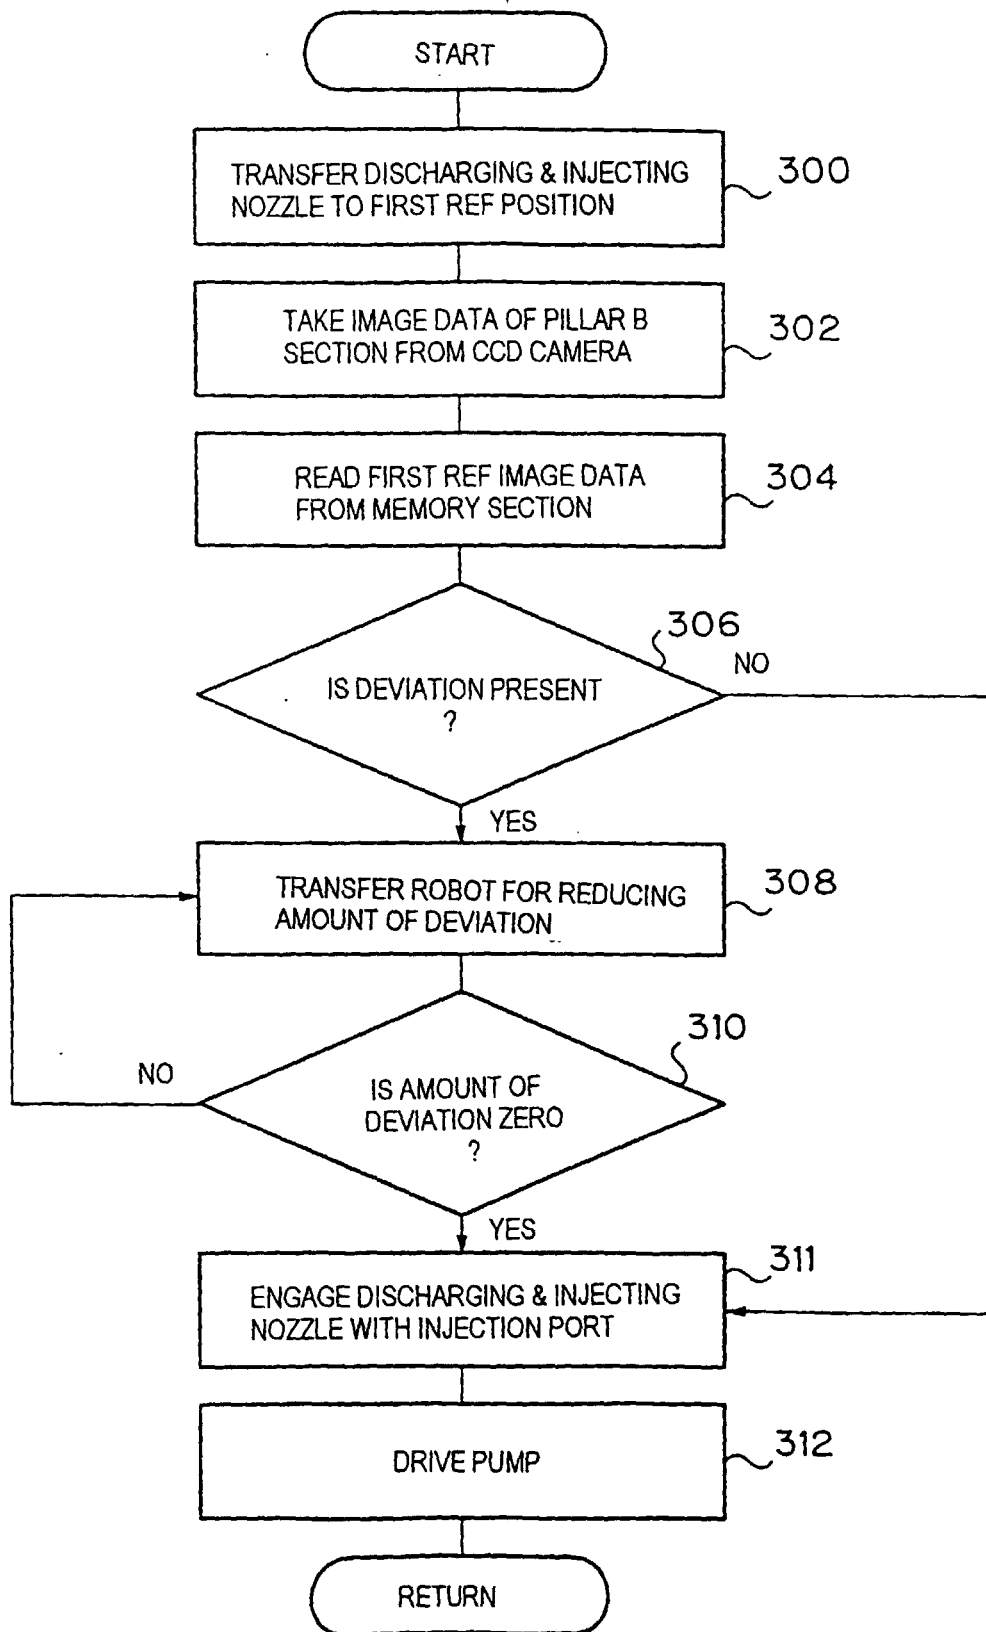 START
TRANSFER DISCHARGING & INJECTING
NOZZLE TO FIRST REF POSITION
300
TAKE IMAGE DATA OF PILLAR B
SECTION FROM CCD CAMERA
302
READ FIRST REF IMAGE DATA
FROM MEMORY SECTION
304
306
NO
IS DEVIATION PRESENT
?
YES
TRANSFER ROBOT FOR REDUCING
AMOUNT OF DEVIATION
308
310
NO
IS AMOUNT OF
DEVIATION ZERO
?
YES
311
ENGAGE DISCHARGING & INJECTING
NOZZLE WITH INJECTION PORT
DRIVE PUMP
312
RETURN